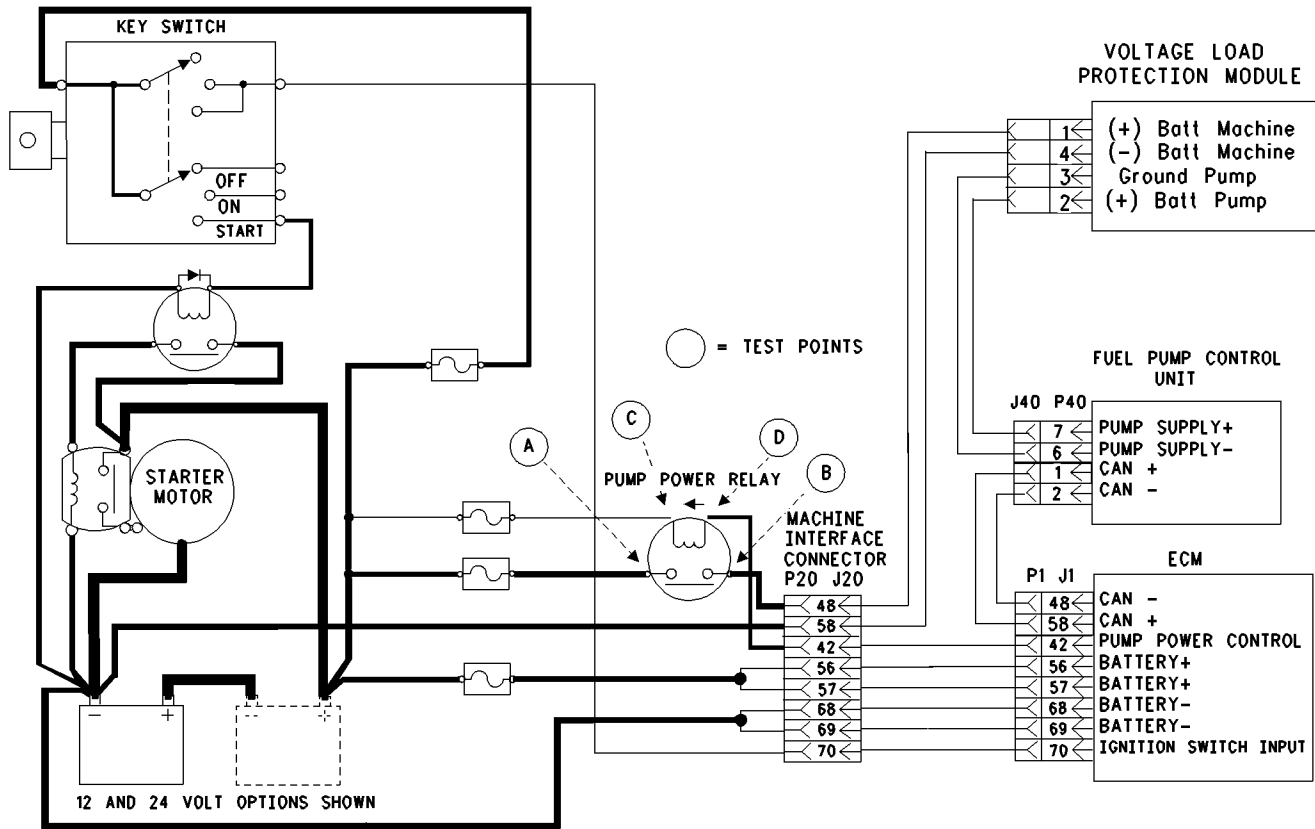 KEY SWITCH
OFF
ON
START
STARTER
MOTOR
12 AND 24 VOLT OPTIONS SHOWN
= TEST POINTS
A
C
D
B
PUMP POWER RELAY
MACHINE
INTERFACE
CONNECTOR
P20 J20
48
58
42
56
57
68
69
70
VOLTAGE LOAD
PROTECTION MODULE
1 (+) Batt Machine
4 (-) Batt Machine
3 Ground Pump
2 (+) Batt Pump
FUEL PUMP CONTROL
UNIT
J40 P40
7 PUMP SUPPLY+
6 PUMP SUPPLY-
1 CAN +
2 CAN -
ECM
P1 J1
48 CAN -
58 CAN +
42 PUMP POWER CONTROL
56 BATTERY+
57 BATTERY+
68 BATTERY-
69 BATTERY-
70 IGNITION SWITCH INPUT
- +
-- +